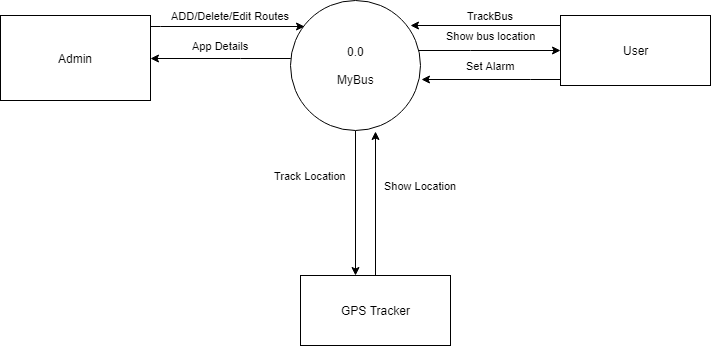 ADD/Delete/Edit Routes
TrackBus
Show bus location
App Details
0.0
User
Admin
Set Alarm
MyBus
Track Location
Show Location
GPS Tracker